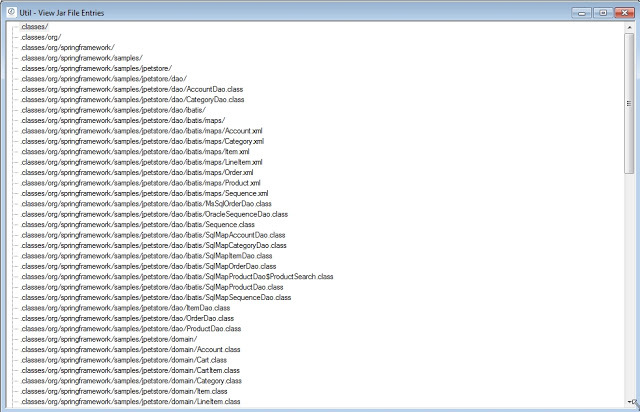 Util - View Jar File Entries
.classes/
.classes/org/
.classes/org/springframework/
.classes/org/springframework/samples/
.classes/org/springframework/samples/jpetstore/
.classes/org/springframework/samples/jpetstore/dao/
.classes/org/springframework/samples/jpetstore/dao/AccountDao.class
.classes/org/springframework/samples/jpetstore/dao/CategoryDao.class
.classes/org/springframework/samples/jpetstore/dao/ibatis/
.classes/org/springframework/samples/jpetstore/dao/ibatis/maps/
.classes/org/springframework/samples/jpetstore/dao/ibatis/maps/Account.xml
.classes/org/springframework/samples/jpetstore/dao/ibatis/maps/Category.xml
.classes/org/springframework/samples/jpetstore/dao/ibatis/maps/Item.xml
.classes/org/springframework/samples/jpetstore/dao/ibatis/maps/LineItem.xml
.classes/org/springframework/samples/jpetstore/dao/ibatis/maps/Order.xml
.classes/org/springframework/samples/jpetstore/dao/ibatis/maps/Product.xml
.classes/org/springframework/samples/jpetstore/dao/ibatis/maps/Sequence.xml
.classes/org/springframework/samples/jpetstore/dao/ibatis/MsSqlOrderDao.class
.classes/org/springframework/samples/jpetstore/dao/ibatis/OracleSequenceDao.class
.classes/org/springframework/samples/jpetstore/dao/ibatis/Sequence.class
.classes/org/springframework/samples/jpetstore/dao/ibatis/SqlMapAccountDao.class
.classes/org/springframework/samples/jpetstore/dao/ibatis/SqlMapCategoryDao.class
.classes/org/springframework/samples/jpetstore/dao/ibatis/SqlMapItemDao.class
.classes/org/springframework/samples/jpetstore/dao/ibatis/SqlMapOrderDao.class
.classes/org/springframework/samples/jpetstore/dao/ibatis/SqlMapProductDao$ProductSearch.class
.classes/org/springframework/samples/jpetstore/dao/ibatis/SqlMapProductDao.class
.classes/org/springframework/samples/jpetstore/dao/ibatis/SqlMapSequenceDao.class
.classes/org/springframework/samples/jpetstore/dao/ItemDao.class
.classes/org/springframework/samples/jpetstore/dao/OrderDao.class
.classes/org/springframework/samples/jpetstore/dao/ProductDao.class
.classes/org/springframework/samples/jpetstore/domain/
.classes/org/springframework/samples/jpetstore/domain/Account.class
.classes/org/springframework/samples/jpetstore/domain/Cart.class
.classes/org/springframework/samples/jpetstore/domain/CartItem.class
.classes/org/springframework/samples/jpetstore/domain/Category.class
.classes/org/springframework/samples/jpetstore/domain/Item.class
.classes/org/springframework/samples/jpetstore/domain/LineItem.class